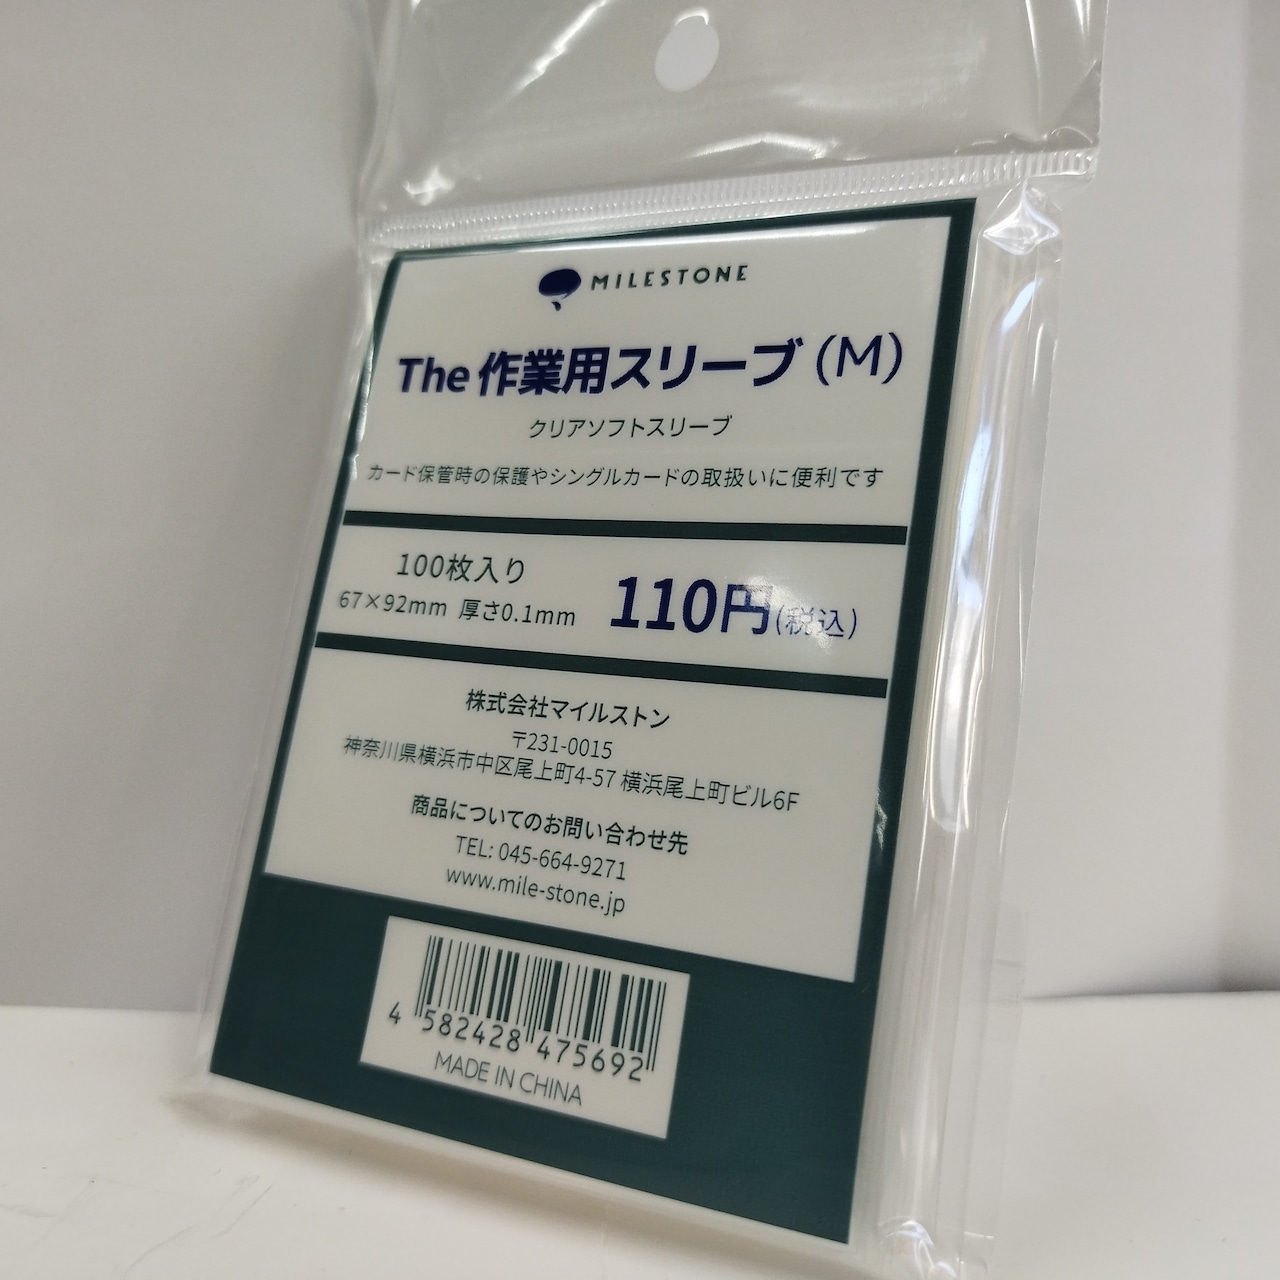 MILESTONE
The 作業用スリーブ(M)
クリアソフトスリーブ
カード保管時の保護やシングルカードの取扱いに便利です
100枚入り
67×92mm 厚さ0.1mm
110円(税込)
株式会社マイルストン
〒231-0015
神奈川県横浜市中区尾上町4-57 横浜尾上町ビル6F
商品についてのお問い合わせ先
TEL: 045-664-9271
www.mile-stone.jp
4 582428 475692
MADE IN CHINA